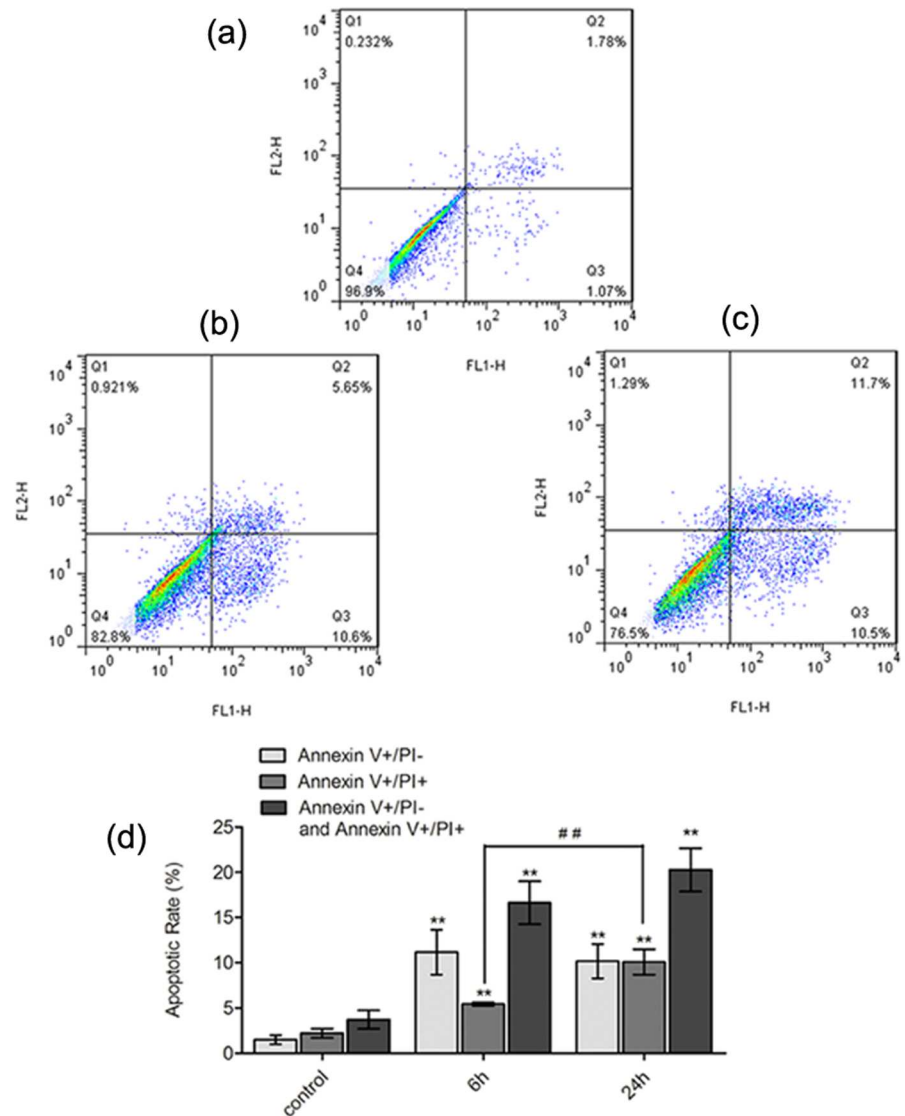 (a)
Q1
0.232%
Q2
1.78%
Q4
96.9%
Q3
1.07%
10^4
10^3
10^2
10^1
10^0
10^0 10^1 10^2 10^3 10^4
FL2-H
FL1-H
(b)
Q1
0.921%
Q2
5.65%
Q4
82.8%
Q3
10.6%
10^4
10^3
10^2
10^1
10^0
10^0 10^1 10^2 10^3 10^4
FL2-H
FL1-H
(c)
Q1
1.29%
Q2
11.7%
Q4
76.5%
Q3
10.5%
10^4
10^3
10^2
10^1
10^0
10^0 10^1 10^2 10^3 10^4
FL2-H
FL1-H
(d)
Annexin V+/PI-
Annexin V+/PI+
Annexin V+/PI-
and Annexin V+/PI+
Apoptotic Rate (%)
25
20
15
10
5
0
** ** **
# #
** ** **
control 6h 24h